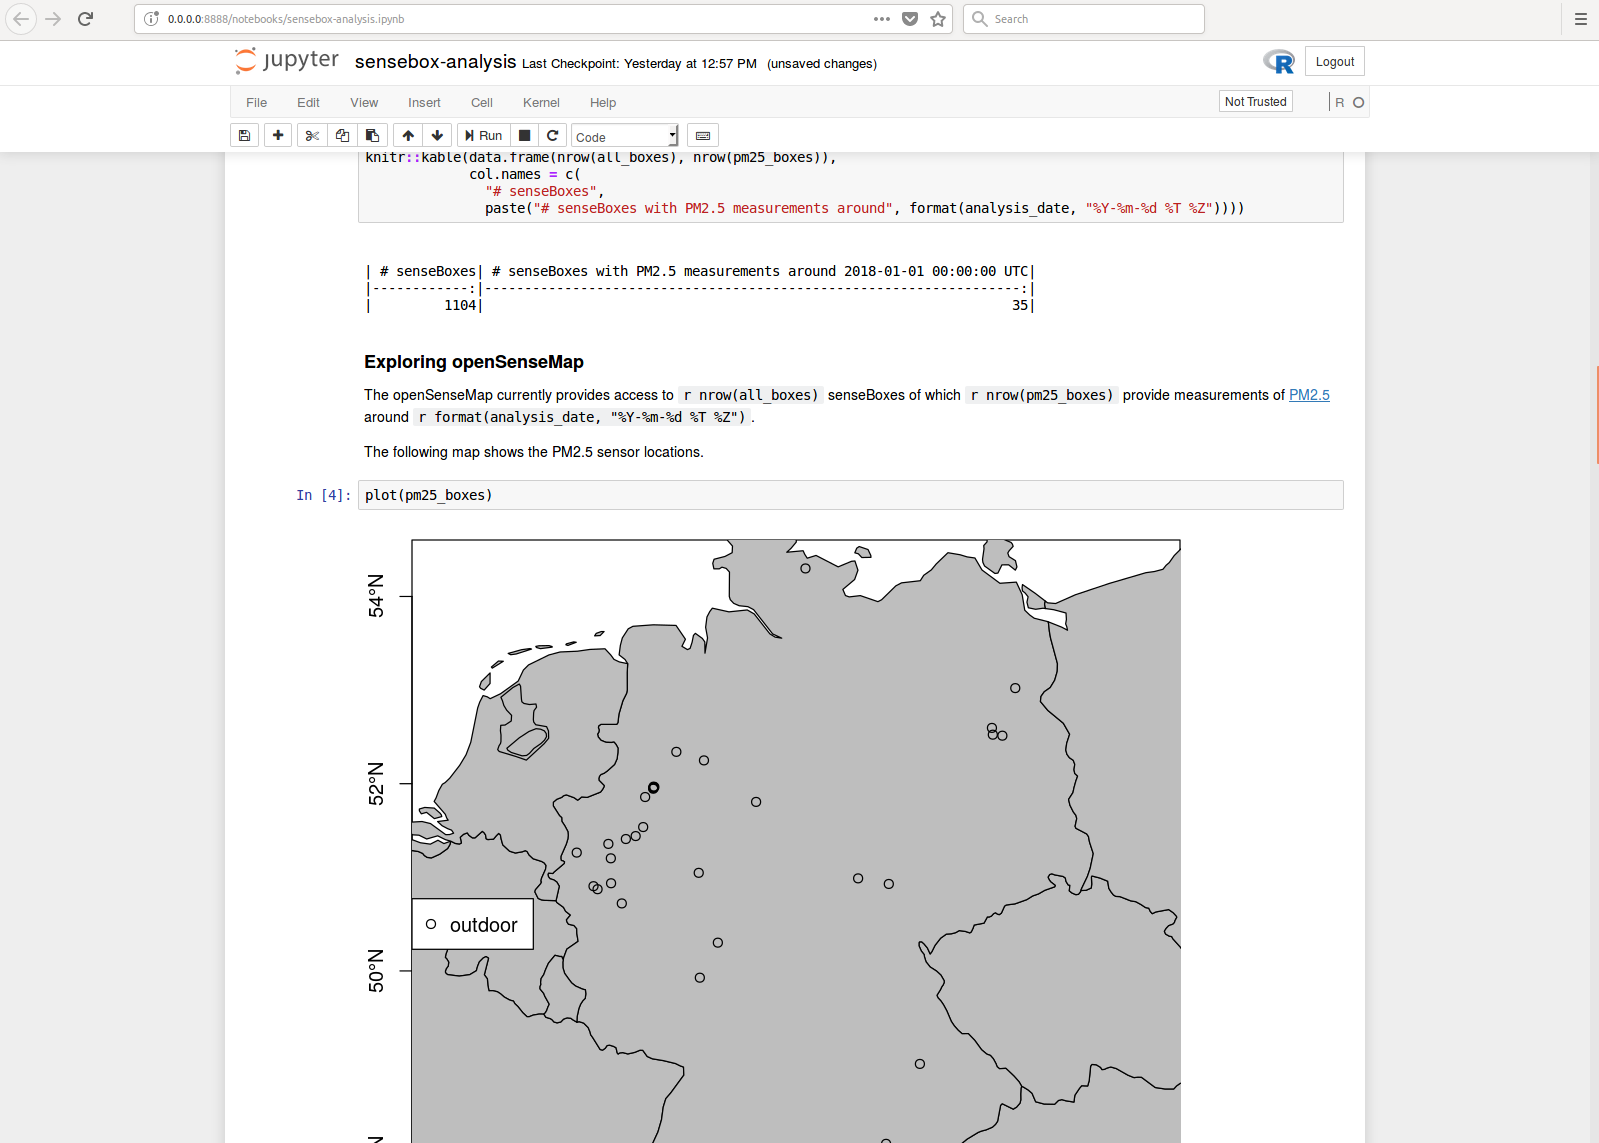 0.0.0.0:8888/notebooks/sensebox-analysis.ipynb
Search
jupyter sensebox-analysis Last Checkpoint: Yesterday at 12:57 PM (unsaved changes)
R Logout
File Edit View Insert Cell Kernel Help Not Trusted R
Run Code
knitr::kable(data.frame(nrow(all_boxes), nrow(pm25_boxes)),
col.names = c(
"# senseBoxes",
paste("# senseBoxes with PM2.5 measurements around", format(analysis_date, "%Y-%m-%d %T %Z"))))
| # senseBoxes| # senseBoxes with PM2.5 measurements around 2018-01-01 00:00:00 UTC|
|------------:|-------------------------------------------------------------------:|
| 1104| 35|
Exploring openSenseMap
The openSenseMap currently provides access to r nrow(all_boxes) senseBoxes of which r nrow(pm25_boxes) provide measurements of PM2.5
around r format(analysis_date, "%Y-%m-%d %T %Z") .
The following map shows the PM2.5 sensor locations.
In [4]: plot(pm25_boxes)
54°N
52°N
outdoor
50°N